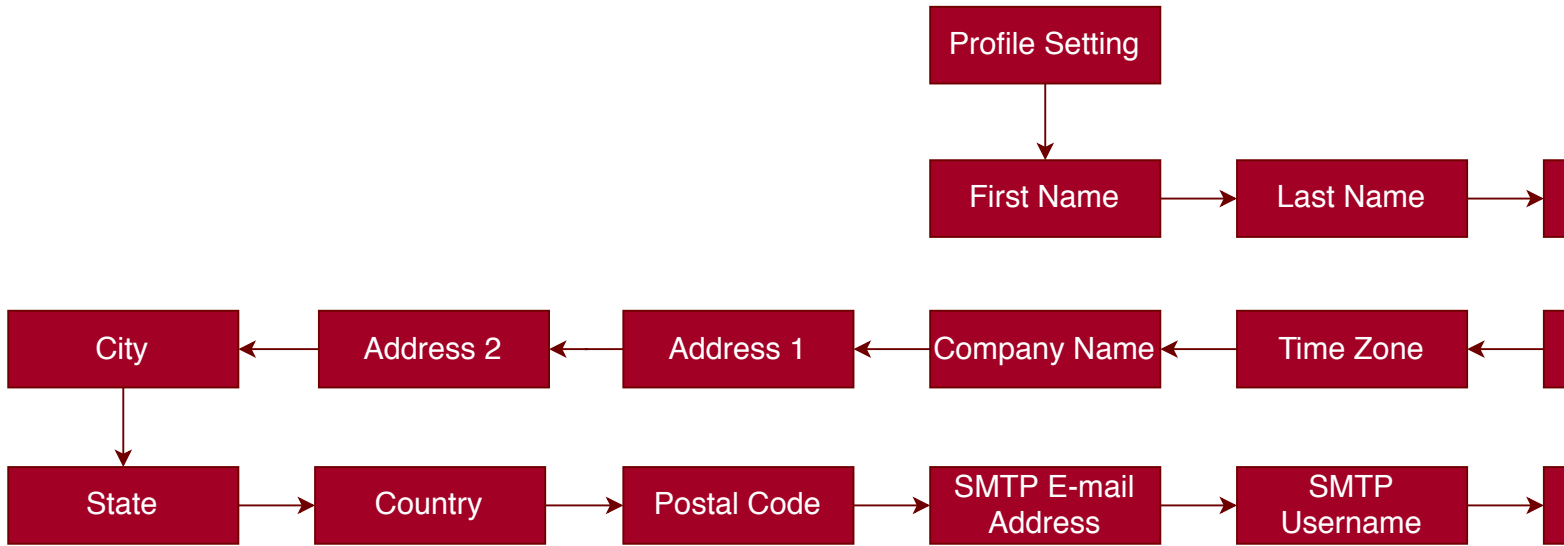 Profile Setting
First Name
Last Name
City
Address 2
Address 1
Company Name
Time Zone
State
Country
Postal Code
SMTP E-mail
Address
SMTP
Username